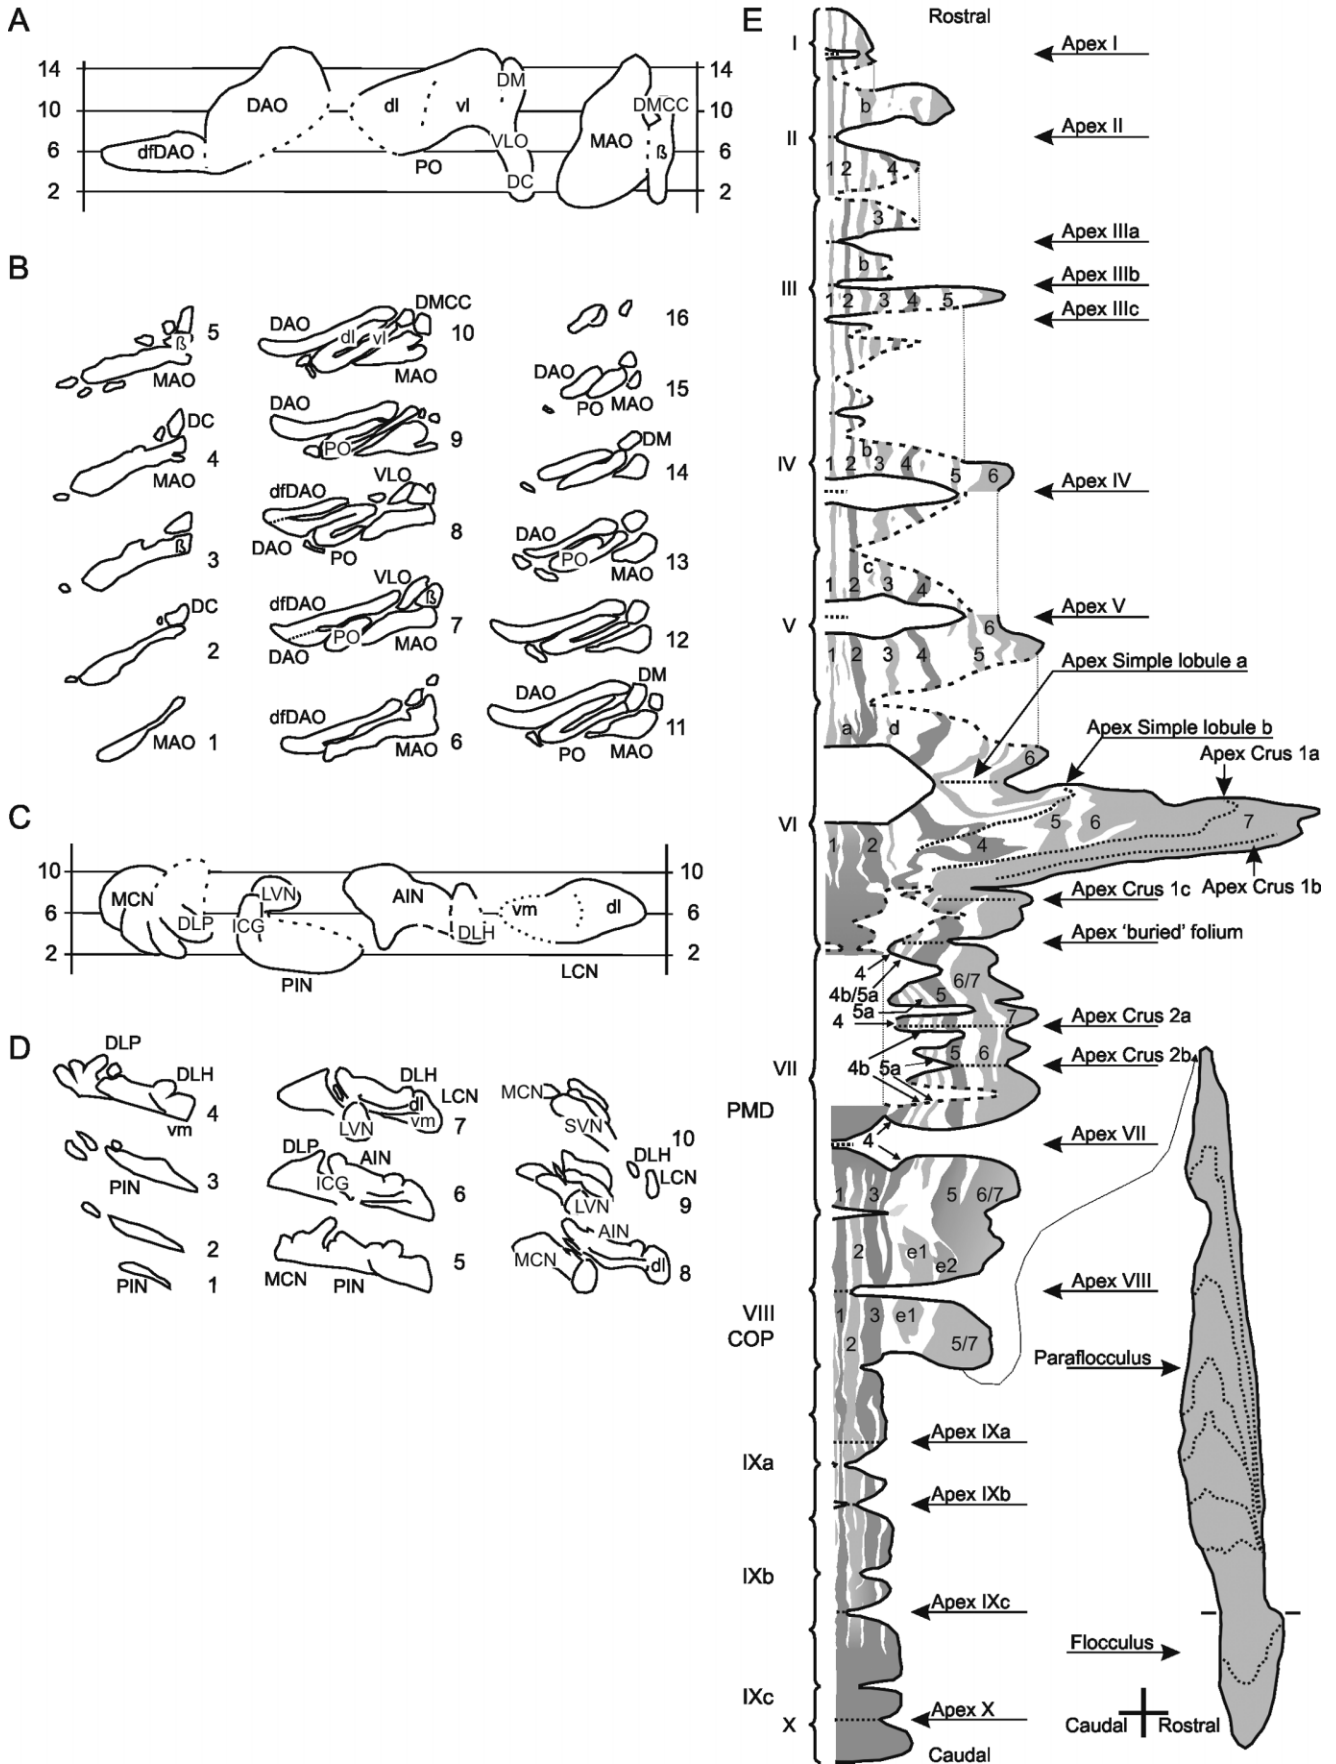 A
14
10
6
2
dfDAO
DAO
dl
vl
PO
DM
VLO
DC
MAO
DMCC
ß
14
10
6
2
B
ß
MAO
5
DC
MAO
4
ß
3
DC
2
MAO
1
DAO
dl
vl
DMCC
10
MAO
DAO
PO
9
dfDAO
VLO
8
DAO
PO
dfDAO
VLO
ß
PO
7
DAO
MAO
dfDAO
MAO
6
16
DAO
PO
MAO
15
DM
14
PO
13
MAO
12
DAO
DM
PO
MAO
11
C
10
6
2
MCN
DLP
LVN
ICG
PIN
AIN
DLH
vm
dl
LCN
10
6
2
D
DLP
DLH
4
vm
PIN
3
2
PIN
1
DLH
LCN
dl
vm
LVN
7
DLP
AIN
ICG
6
MCN
PIN
5
MCN
SVN
10
DLH
LCN
LVN
9
AIN
MCN
dl
8
E
Rostral
I
Apex I
b
II
Apex II
1
2
4
3
Apex IIIa
b
Apex IIIb
III
1
2
3
4
5
Apex IIIc
b
IV
1
2
3
4
5
6
Apex IV
c
1
2
3
4
Apex V
V
6
1
2
3
4
5
Apex Simple lobule a
a
d
6
Apex Simple lobule b
Apex Crus 1a
VI
1
2
4
5
6
7
Apex Crus 1c
Apex Crus 1b
Apex 'buried' folium
4
4b/5a
6/7
5a
5
4
7
Apex Crus 2a
5
6
4b
5a
Apex Crus 2b
VII
PMD
4
Apex VII
1
3
5
6/7
2
e1
e2
Apex VIII
VIII
COP
1
3
e1
2
5/7
Paraflocculus
Apex IXa
IXa
Apex IXb
IXb
Apex IXc
Flocculus
IXc
X
Apex X
Caudal
Rostral
Caudal